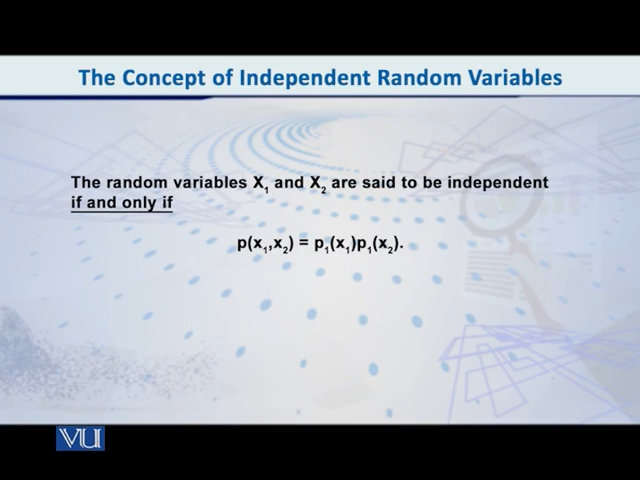 The Concept of Independent Random Variables
The random variables X₁ and X₂ are said to be independent
if and only if
p(x₁,x₂) = p₁(x₁)p₁(x₂).
VU